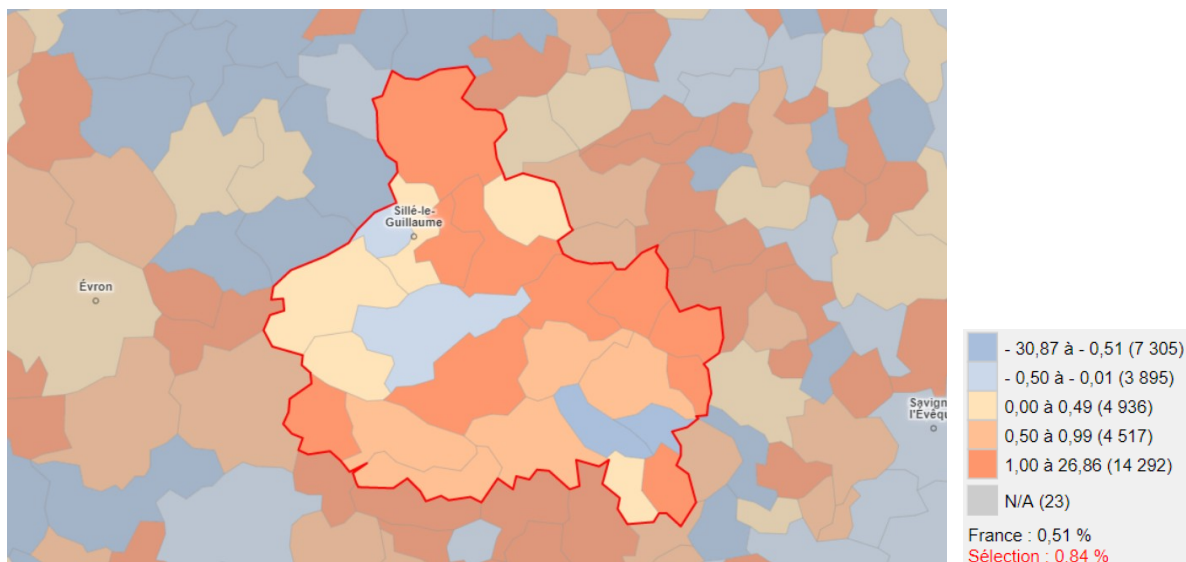 Sillé-le-
Guillaume
Évron
Savign
l'Évêqu
- 30,87 à - 0,51 (7 305)
- 0,50 à - 0,01 (3 895)
0,00 à 0,49 (4 936)
0,50 à 0,99 (4 517)
1,00 à 26,86 (14 292)
N/A (23)
France : 0,51 %
Sélection : 0,84 %